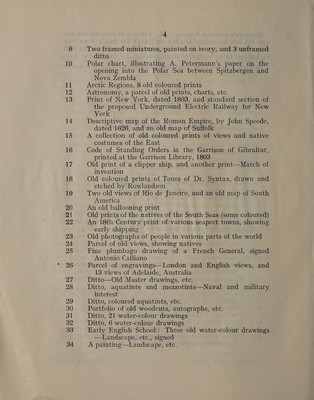 4
9 Two framed miniatures, painted on ivory, and 3 unframed
ditto
10 Polar chart, illustrating A. Petermann's paper on the
opening into the Polar Sea between Spitzbergen and
Nova Zembla
11 Arctic Regions, 8 old coloured prints
12 Astronomy, a parcel of old prints, charts, etc.
13 Print of New York, dated 1803, and standard section of
the proposed Underground Electric Railway for New
York
14 Descriptive map of the Roman Empire, by John Speede,
dated 1626, and an old map of Suffolk
15 A collection of old coloured prints of views and native
costumes of the East
16 Code of Standing Orders in the Garrison of Gibraltar,
printed at the Garrison Library, 1803
17 Old print of a clipper ship, and another print—March of
invention
18 Old coloured prints of Tours of Dr. Syntax, drawn and
etched by Rowlandson
19 Two old views of Rio de Janeiro, and an old map of South
America
20 An old ballooning print
21 Old prints of the natives of the South Seas (some coloured)
22 An 18th Century print of various seaport towns, showing
early shipping
23 Old photographs of people in various parts of the world
24 Parcel of old views, showing natives
25 Fine plumbago drawing of a French General, signed
Antonio Calliano
26 Parcel of engravings—London and English views, and
13 views of Adelaide, Australia
27 Ditto—Old Master drawings, etc.
28 Ditto, aquatints and mezzotints—Naval and military
interest
29 Ditto, coloured aquatints, etc.
30 Portfolio of old woodcuts, autographs, etc.
31 Ditto, 21 water-colour drawings
32 Ditto, 6 water-colour drawings
33 Early English School: Three old water-colour drawings
—Landscape, etc., signed
34 A painting—Landscape, etc.